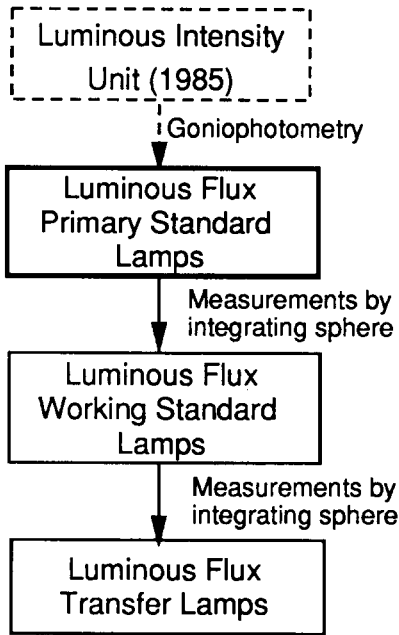 Luminous Intensity
Unit (1985)
Goniophotometry
Luminous Flux
Primary Standard
Lamps
Measurements by
integrating sphere
Luminous Flux
Working Standard
Lamps
Measurements by
integrating sphere
Luminous Flux
Transfer Lamps